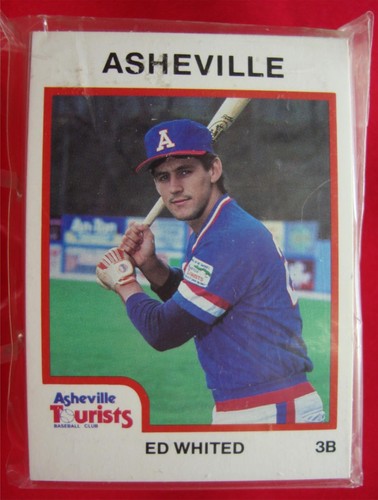 ASHEVILLE
A
Asheville
Tourists
BASEBALL CLUB
ED WHITED
3B